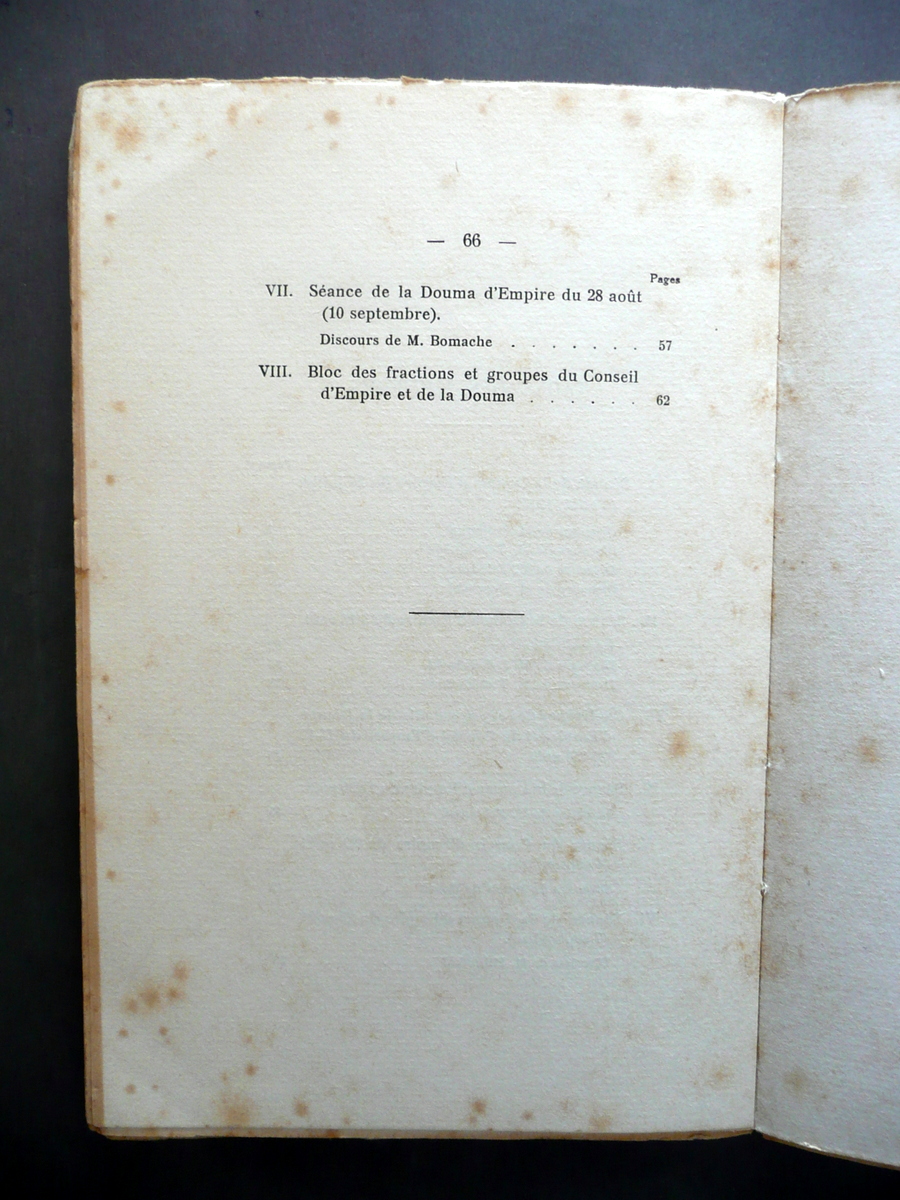 — 66 —
Pages
VII. Séance de la Douma d'Empire du 28 août
(10 septembre).
Discours de M. Bomache . . . . . . . 57
VIII. Bloc des fractions et groupes du Conseil
d'Empire et de la Douma . . . . . . 62